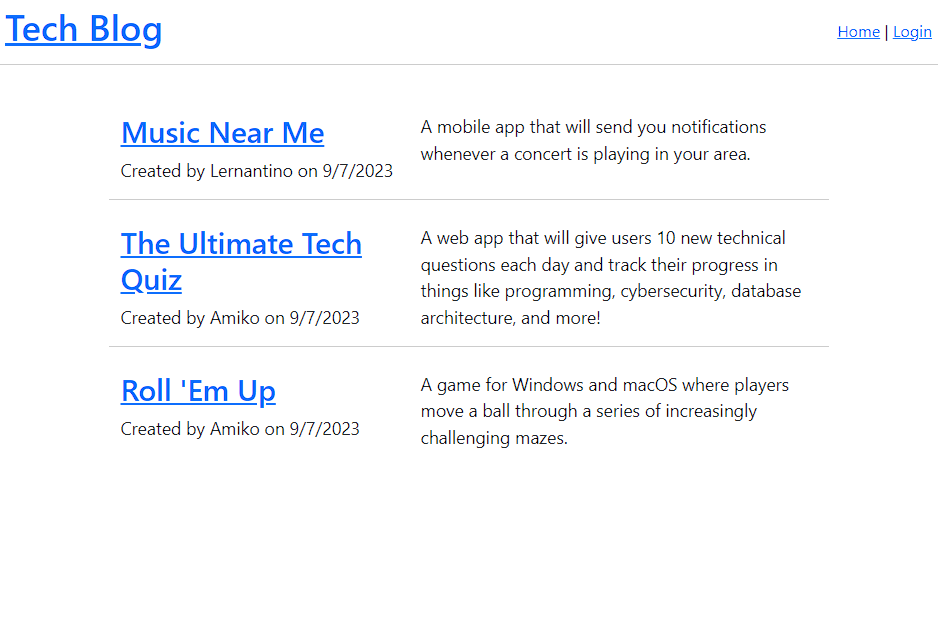 Tech Blog
Home | Login
Music Near Me
Created by Lernantino on 9/7/2023
A mobile app that will send you notifications
whenever a concert is playing in your area.
The Ultimate Tech
Quiz
Created by Amiko on 9/7/2023
A web app that will give users 10 new technical
questions each day and track their progress in
things like programming, cybersecurity, database
architecture, and more!
Roll 'Em Up
Created by Amiko on 9/7/2023
A game for Windows and macOS where players
move a ball through a series of increasingly
challenging mazes.